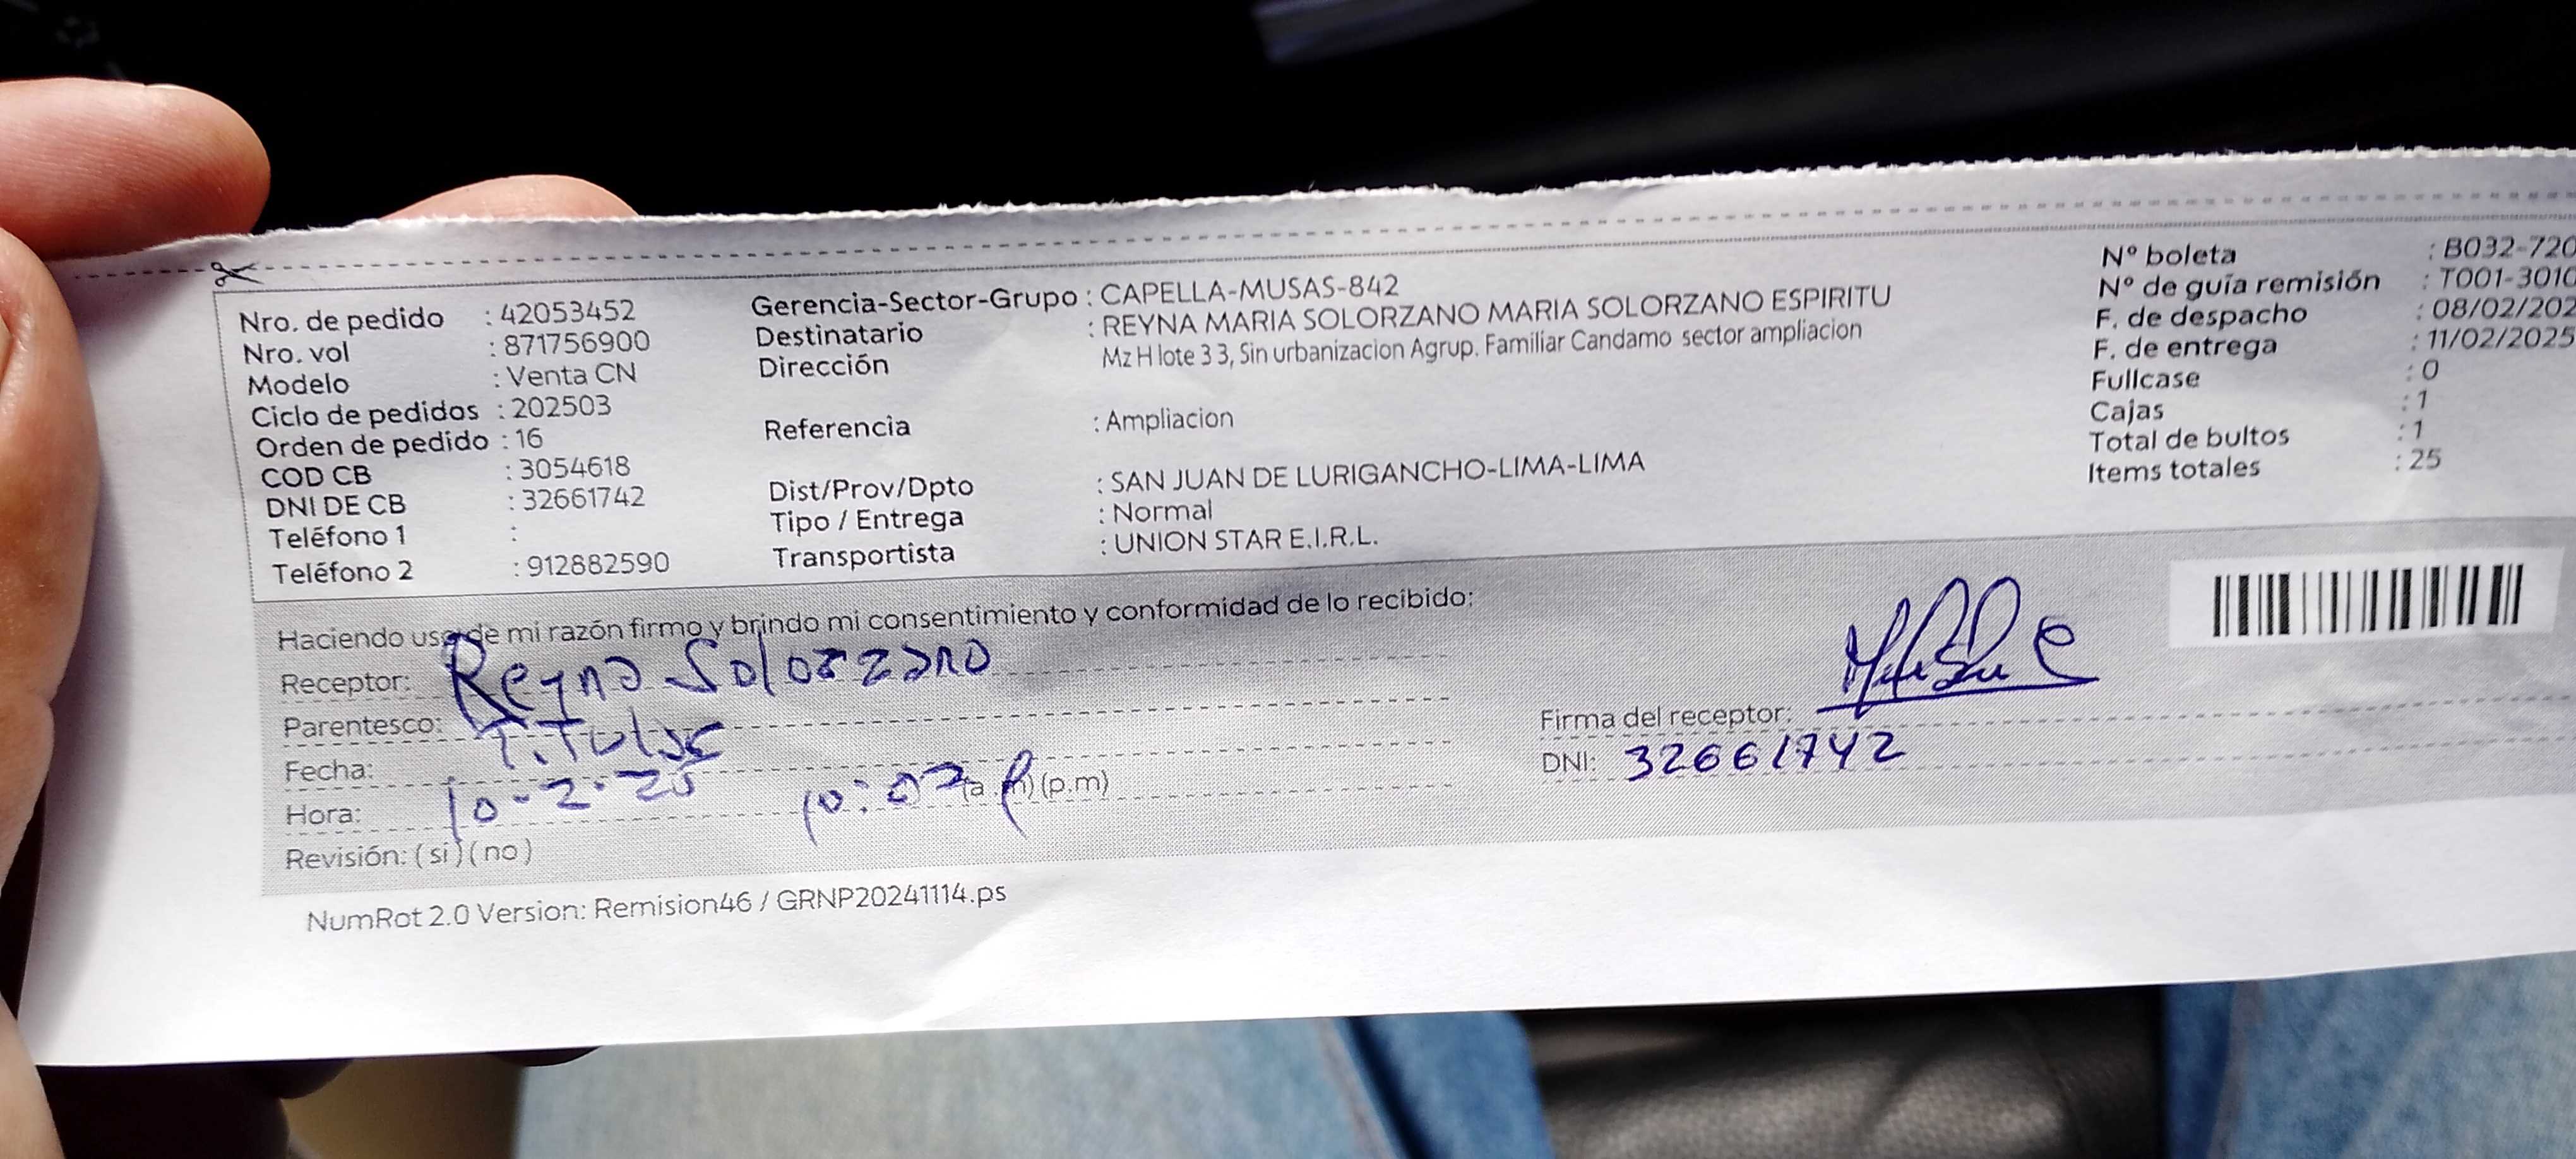 Nro. de pedido : 42053452
Nro. vol : 871756900
Modelo : Venta CN
Ciclo de pedidos : 202503
Orden de pedido : 16
COD CB : 3054618
DNI DE CB : 32661742
Teléfono 1 :
Teléfono 2 : 912882590
Gerencia-Sector-Grupo : CAPELLA-MUSAS-842
Destinatario : REYNA MARIA SOLORZANO MARIA SOLORZANO ESPIRITU
Dirección Mz H lote 3 3, Sin urbanizacion Agrup. Familiar Candamo sector ampliacion
Referencia : Ampliacion
Dist/Prov/Dpto : SAN JUAN DE LURIGANCHO-LIMA-LIMA
Tipo / Entrega : Normal
Transportista : UNION STAR E.I.R.L.
Nº boleta : B032-720
Nº de guía remisión : T001-3010
F. de despacho : 08/02/202
F. de entrega : 11/02/2025
Fullcase : 0
Cajas : 1
Total de bultos : 1
Items totales : 25
Haciendo uso de mi razón firmo y brindo mi consentimiento y conformidad de lo recibido:
Receptor: Reyna Solorzano
Parentesco: Titular
Fecha: 10-2-25
Hora: 10:07 (a.m) (p.m)
Revisión: ( si ) ( no )
Firma del receptor:
DNI: 32661742
NumRot 2.0 Version: Remision46 / GRNP20241114.ps